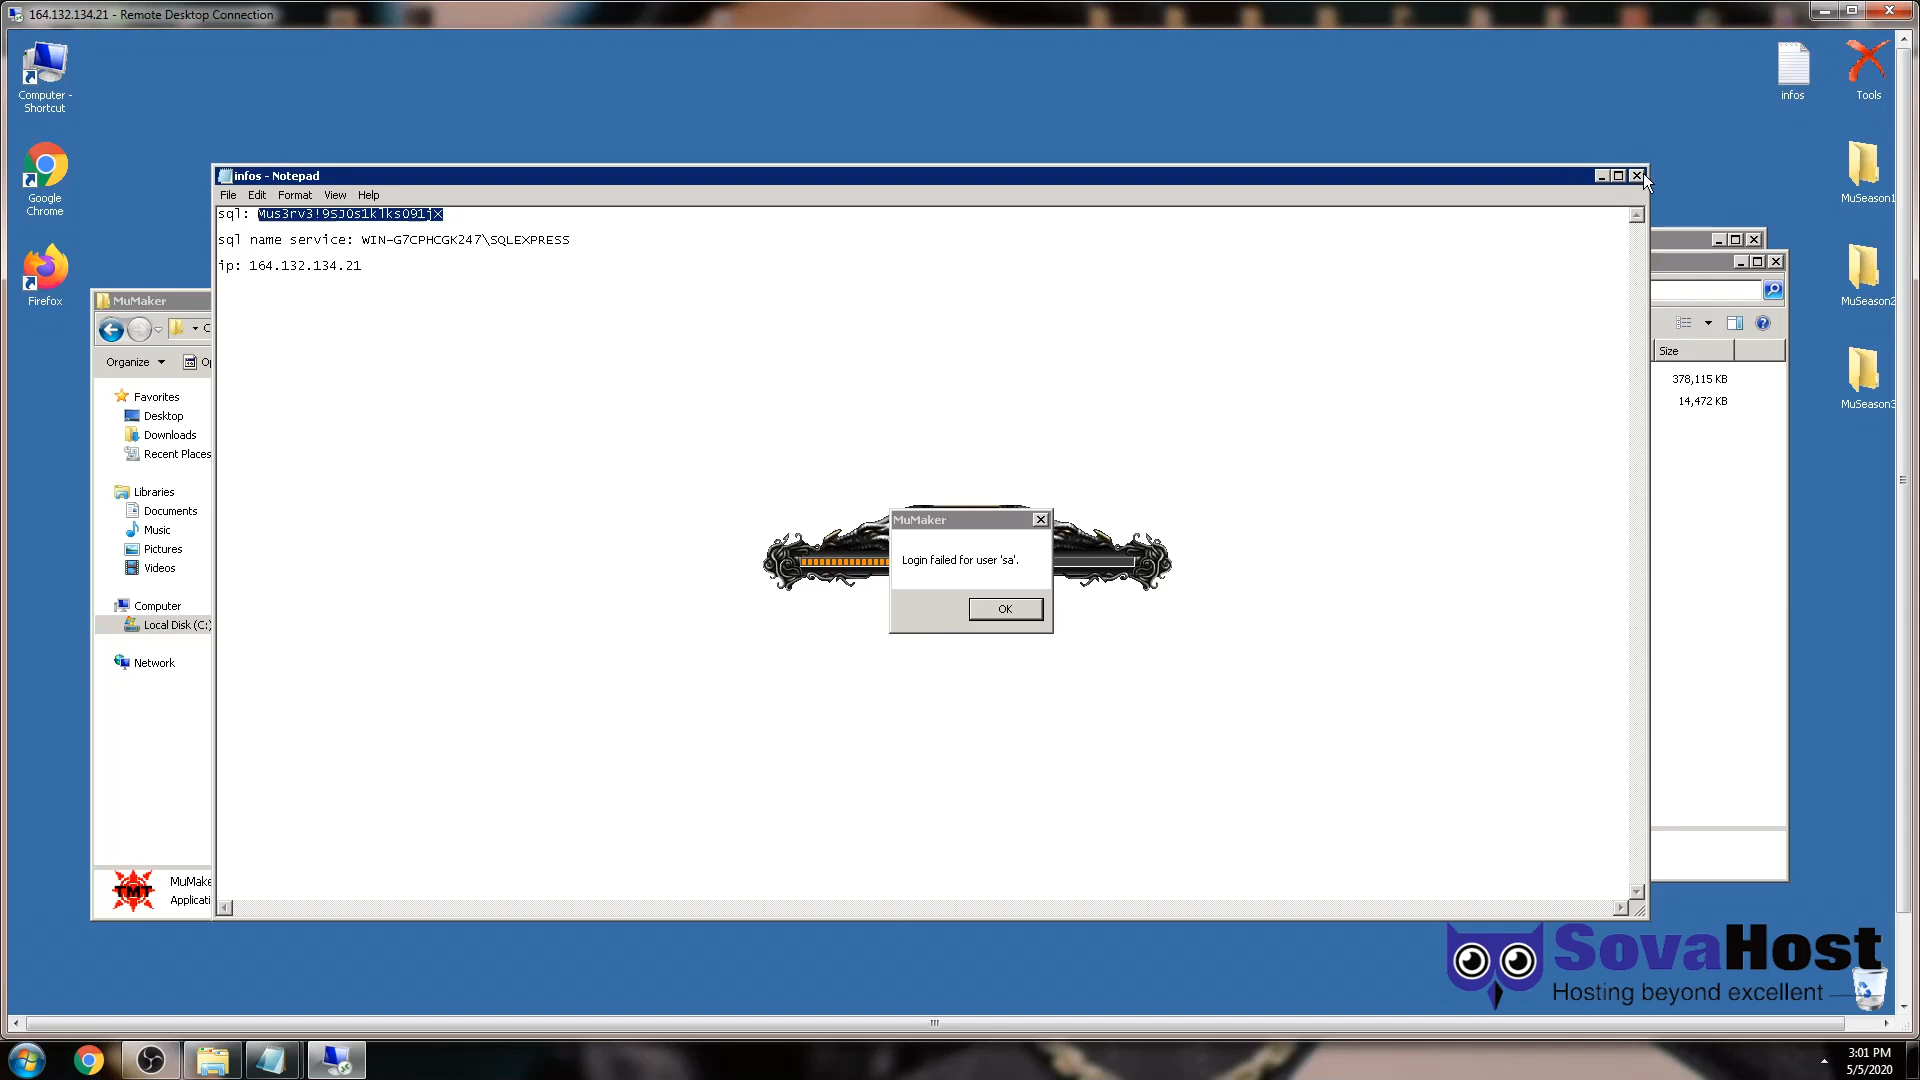 164.132.134.21 - Remote Desktop Connection
Computer - Shortcut
Google Chrome
Firefox
infos
Tools
MuSeason1
MuSeason2
MuSeason3
infos - Notepad
File Edit Format View Help
sql:
sql name service: WIN-G7CPHCGK247\SQLEXPRESS
ip: 164.132.134.21
MuMaker
Organize
Favorites
Desktop
Downloads
Recent Places
Libraries
Documents
Music
Pictures
Videos
Computer
Local Disk (C:)
Network
Size
378,115 KB
14,472 KB
MuMaker
Login failed for user 'sa'.
OK
TMT
MuMake
Applicati
SovaHost
Hosting beyond excellent
3:01 PM
5/5/2020